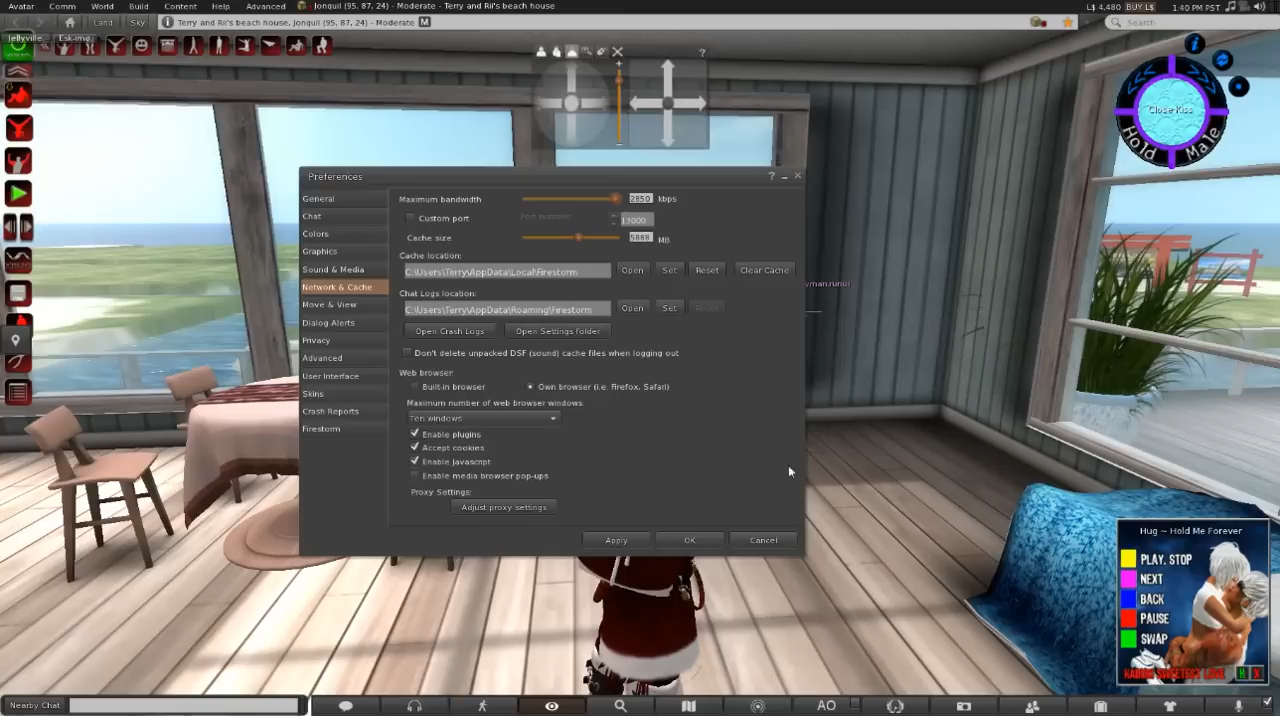 Avatar Comm World Build Content Help Advanced Jonquil (95, 87, 24) - Moderate - Terry and Rii's beach house L$ 4,480 BUY L$ 1:40 PM PST
Land Sky Terry and Rii's beach house, Jonquil (95, 87, 24) - Moderate M Search
Jellyville Eskimo
?
Close Kiss
Hold Male
Preferences ?
General
Chat
Colors
Graphics
Sound & Media
Network & Cache
Move & View
Dialog Alerts
Privacy
Advanced
User Interface
Skins
Crash Reports
Firestorm
Maximum bandwidth 2850 kbps
Custom port Port number: 13000
Cache size 5888 MB
Cache location:
C:\Users\Terry\AppData\Local\Firestorm Open Set Reset Clear Cache
Chat Logs location:
C:\Users\Terry\AppData\Roaming\Firestorm Open Set Reset
Open Crash Logs Open Settings folder
Don't delete unpacked DSF (sound) cache files when logging out
Web browser:
Built-in browser Own browser (i.e. Firefox, Safari)
Maximum number of web browser windows:
Ten windows
Enable plugins
Accept cookies
Enable Javascript
Enable media browser pop-ups
Proxy Settings:
Adjust proxy settings
Apply OK Cancel
Hug ~ Hold Me Forever
PLAY. STOP
NEXT
BACK
PAUSE
SWAP
H X
Nearby Chat AO